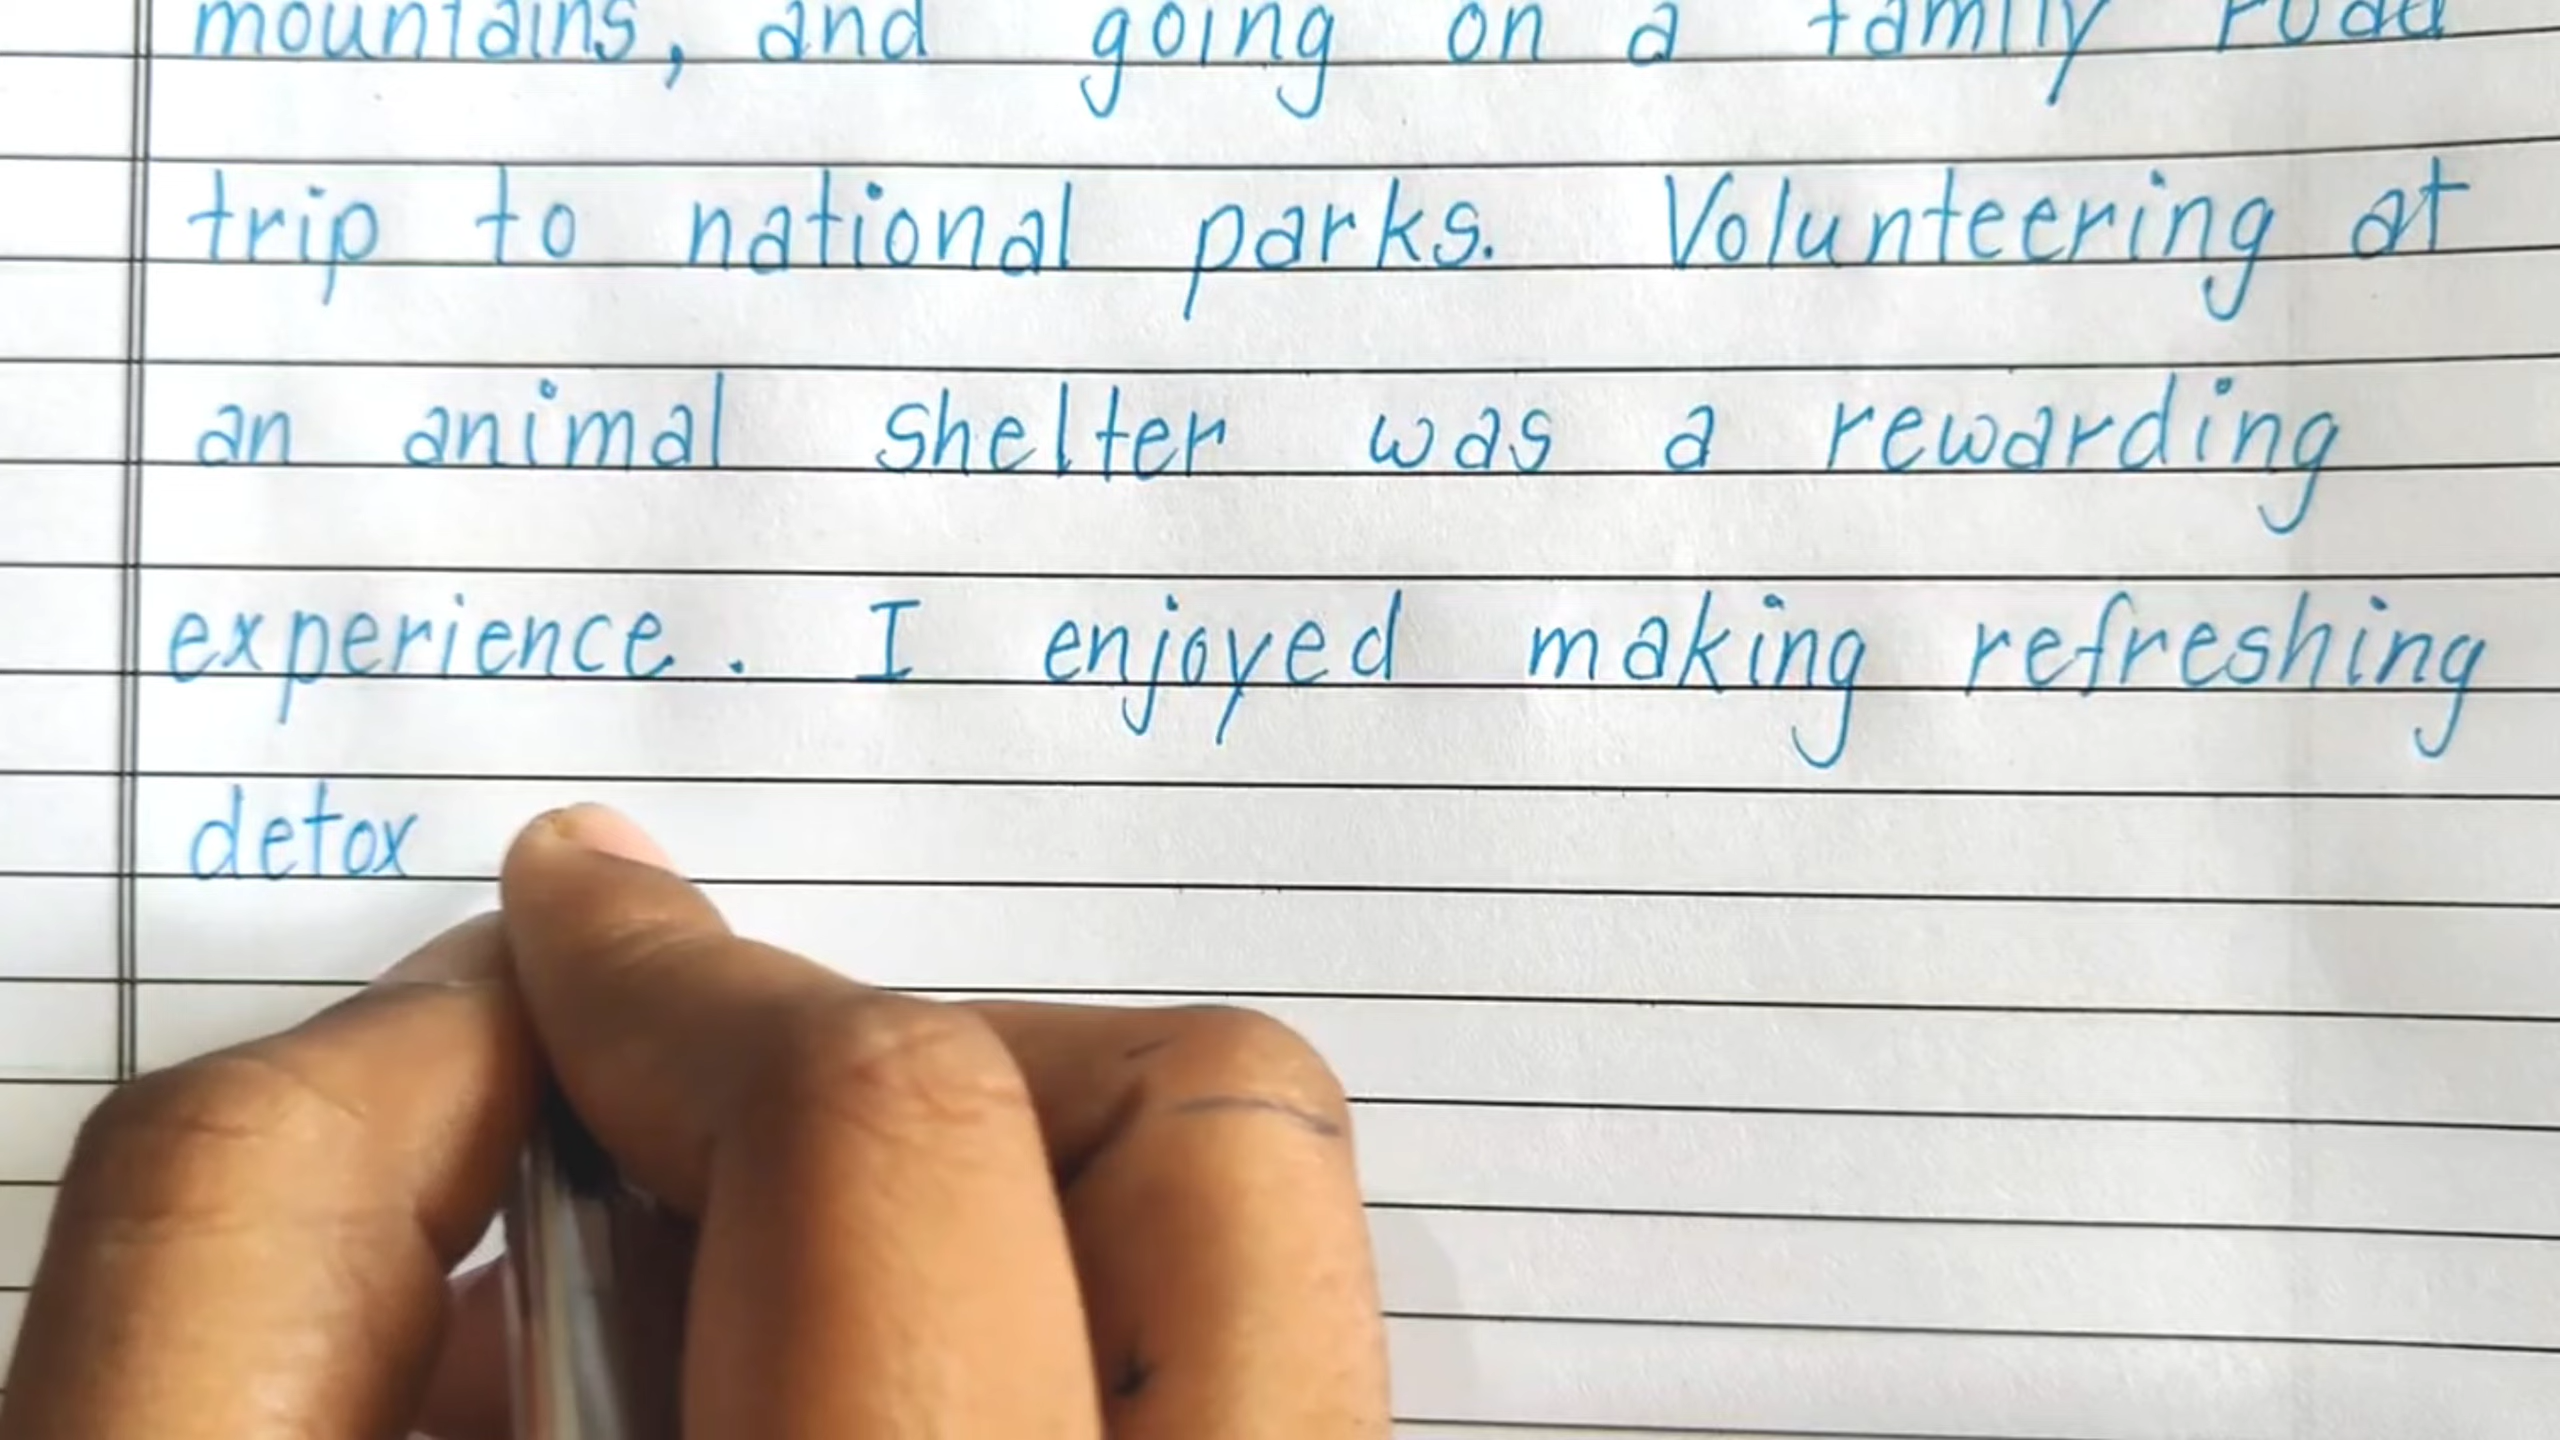 mountains, and going on a family road
trip to national parks. Volunteering at
an animal shelter was a rewarding
experience. I enjoyed making refreshing
detox